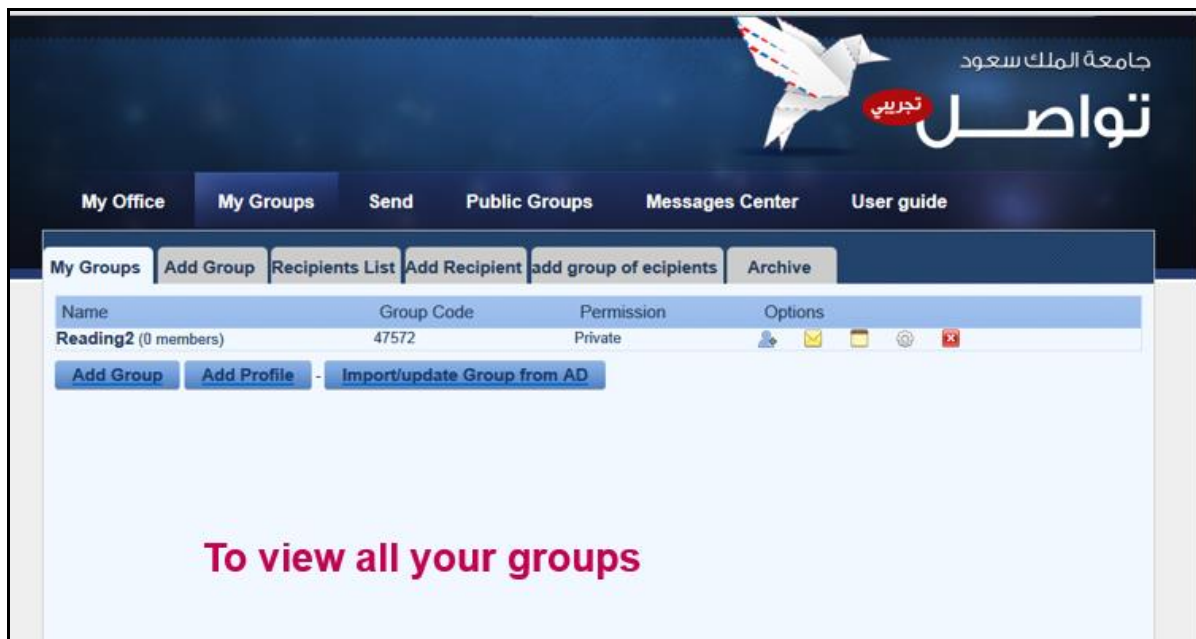 جامعة الملك سعود
تواصل
تجريبي
My Office My Groups Send Public Groups Messages Center User guide
My Groups Add Group Recipients List Add Recipient add group of ecipients Archive
Name Group Code Permission Options
Reading2 (0 members) 47572 Private
Add Group Add Profile - Import/update Group from AD
To view all your groups